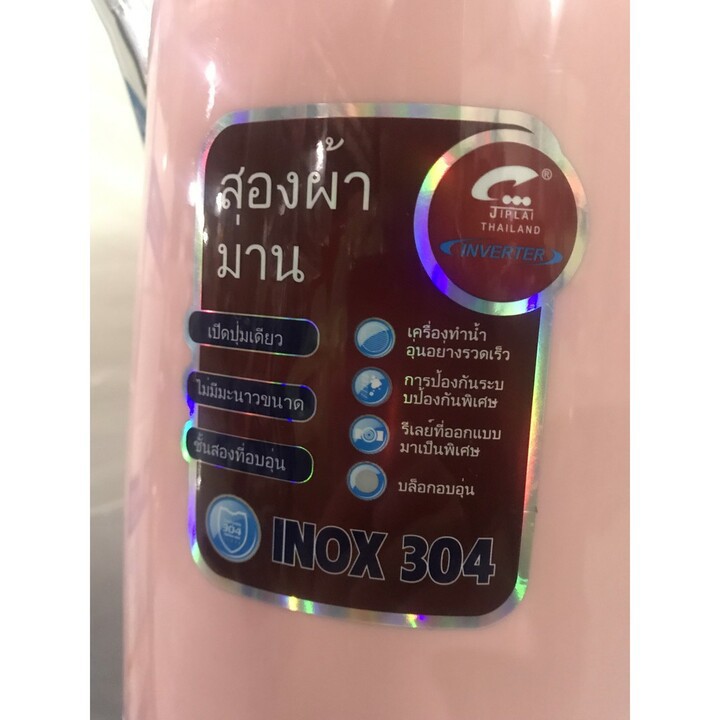 สองผ้า
ม่าน
®
JIPLAI
THAILAND
INVERTER
เปิดปุ่มเดียว
ไม่มีมะนาวขนาด
ชั้นสองที่อบอุ่น
เครื่องทำน้ำ
อุนอยางรวดเร็ว
การป้องกันระบ
บป้องกันพิเศษ
รีเลย์ที่ออกแบบ
มาเป็นพิเศษ
บล็อกอบอุ่น
304
INOX 304